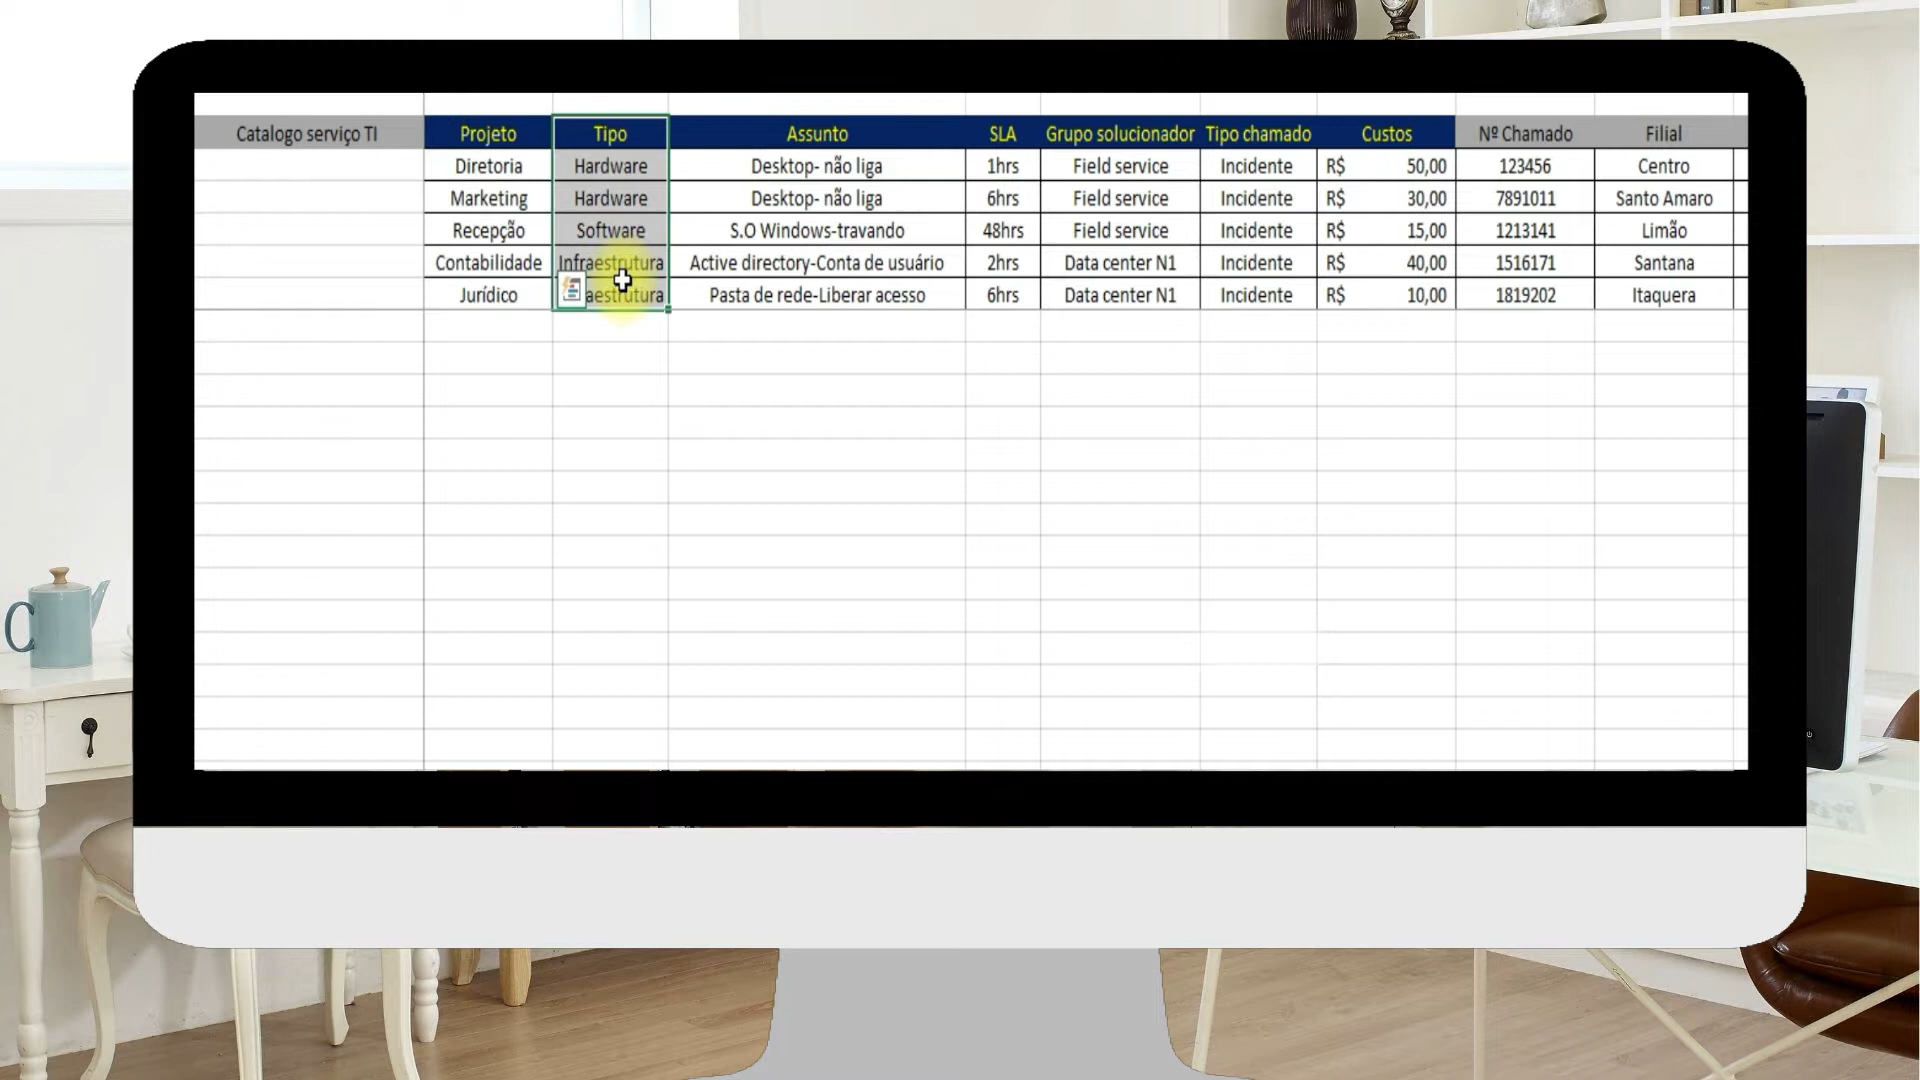 Catalogo serviço TI Projeto Tipo Assunto SLA Grupo solucionador Tipo chamado Custos Nº Chamado Filial
Diretoria Hardware Desktop- não liga 1hrs Field service Incidente R$ 50,00 123456 Centro
Marketing Hardware Desktop- não liga 6hrs Field service Incidente R$ 30,00 7891011 Santo Amaro
Recepção Software S.O Windows-travando 48hrs Field service Incidente R$ 15,00 1213141 Limão
Contabilidade Infraestrutura Active directory-Conta de usuário 2hrs Data center N1 Incidente R$ 40,00 1516171 Santana
Jurídico aestrutura Pasta de rede-Liberar acesso 6hrs Data center N1 Incidente R$ 10,00 1819202 Itaquera